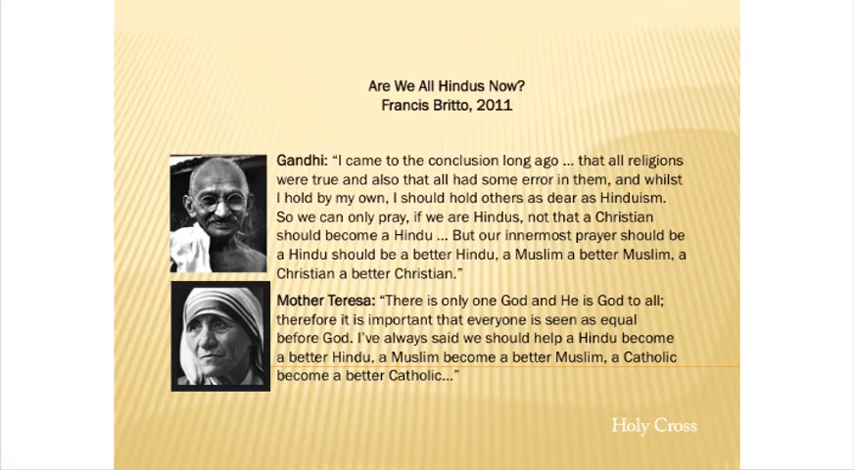 Are We All Hindus Now?
Francis Britto, 2011
Gandhi: “I came to the conclusion long ago ... that all religions
were true and also that all had some error in them, and whilst
I hold by my own, I should hold others as dear as Hinduism.
So we can only pray, if we are Hindus, not that a Christian
should become a Hindu ... But our innermost prayer should be
a Hindu should be a better Hindu, a Muslim a better Muslim, a
Christian a better Christian.”
Mother Teresa: “There is only one God and He is God to all;
therefore it is important that everyone is seen as equal
before God. I’ve always said we should help a Hindu become
a better Hindu, a Muslim become a better Muslim, a Catholic
become a better Catholic...”
Holy Cross